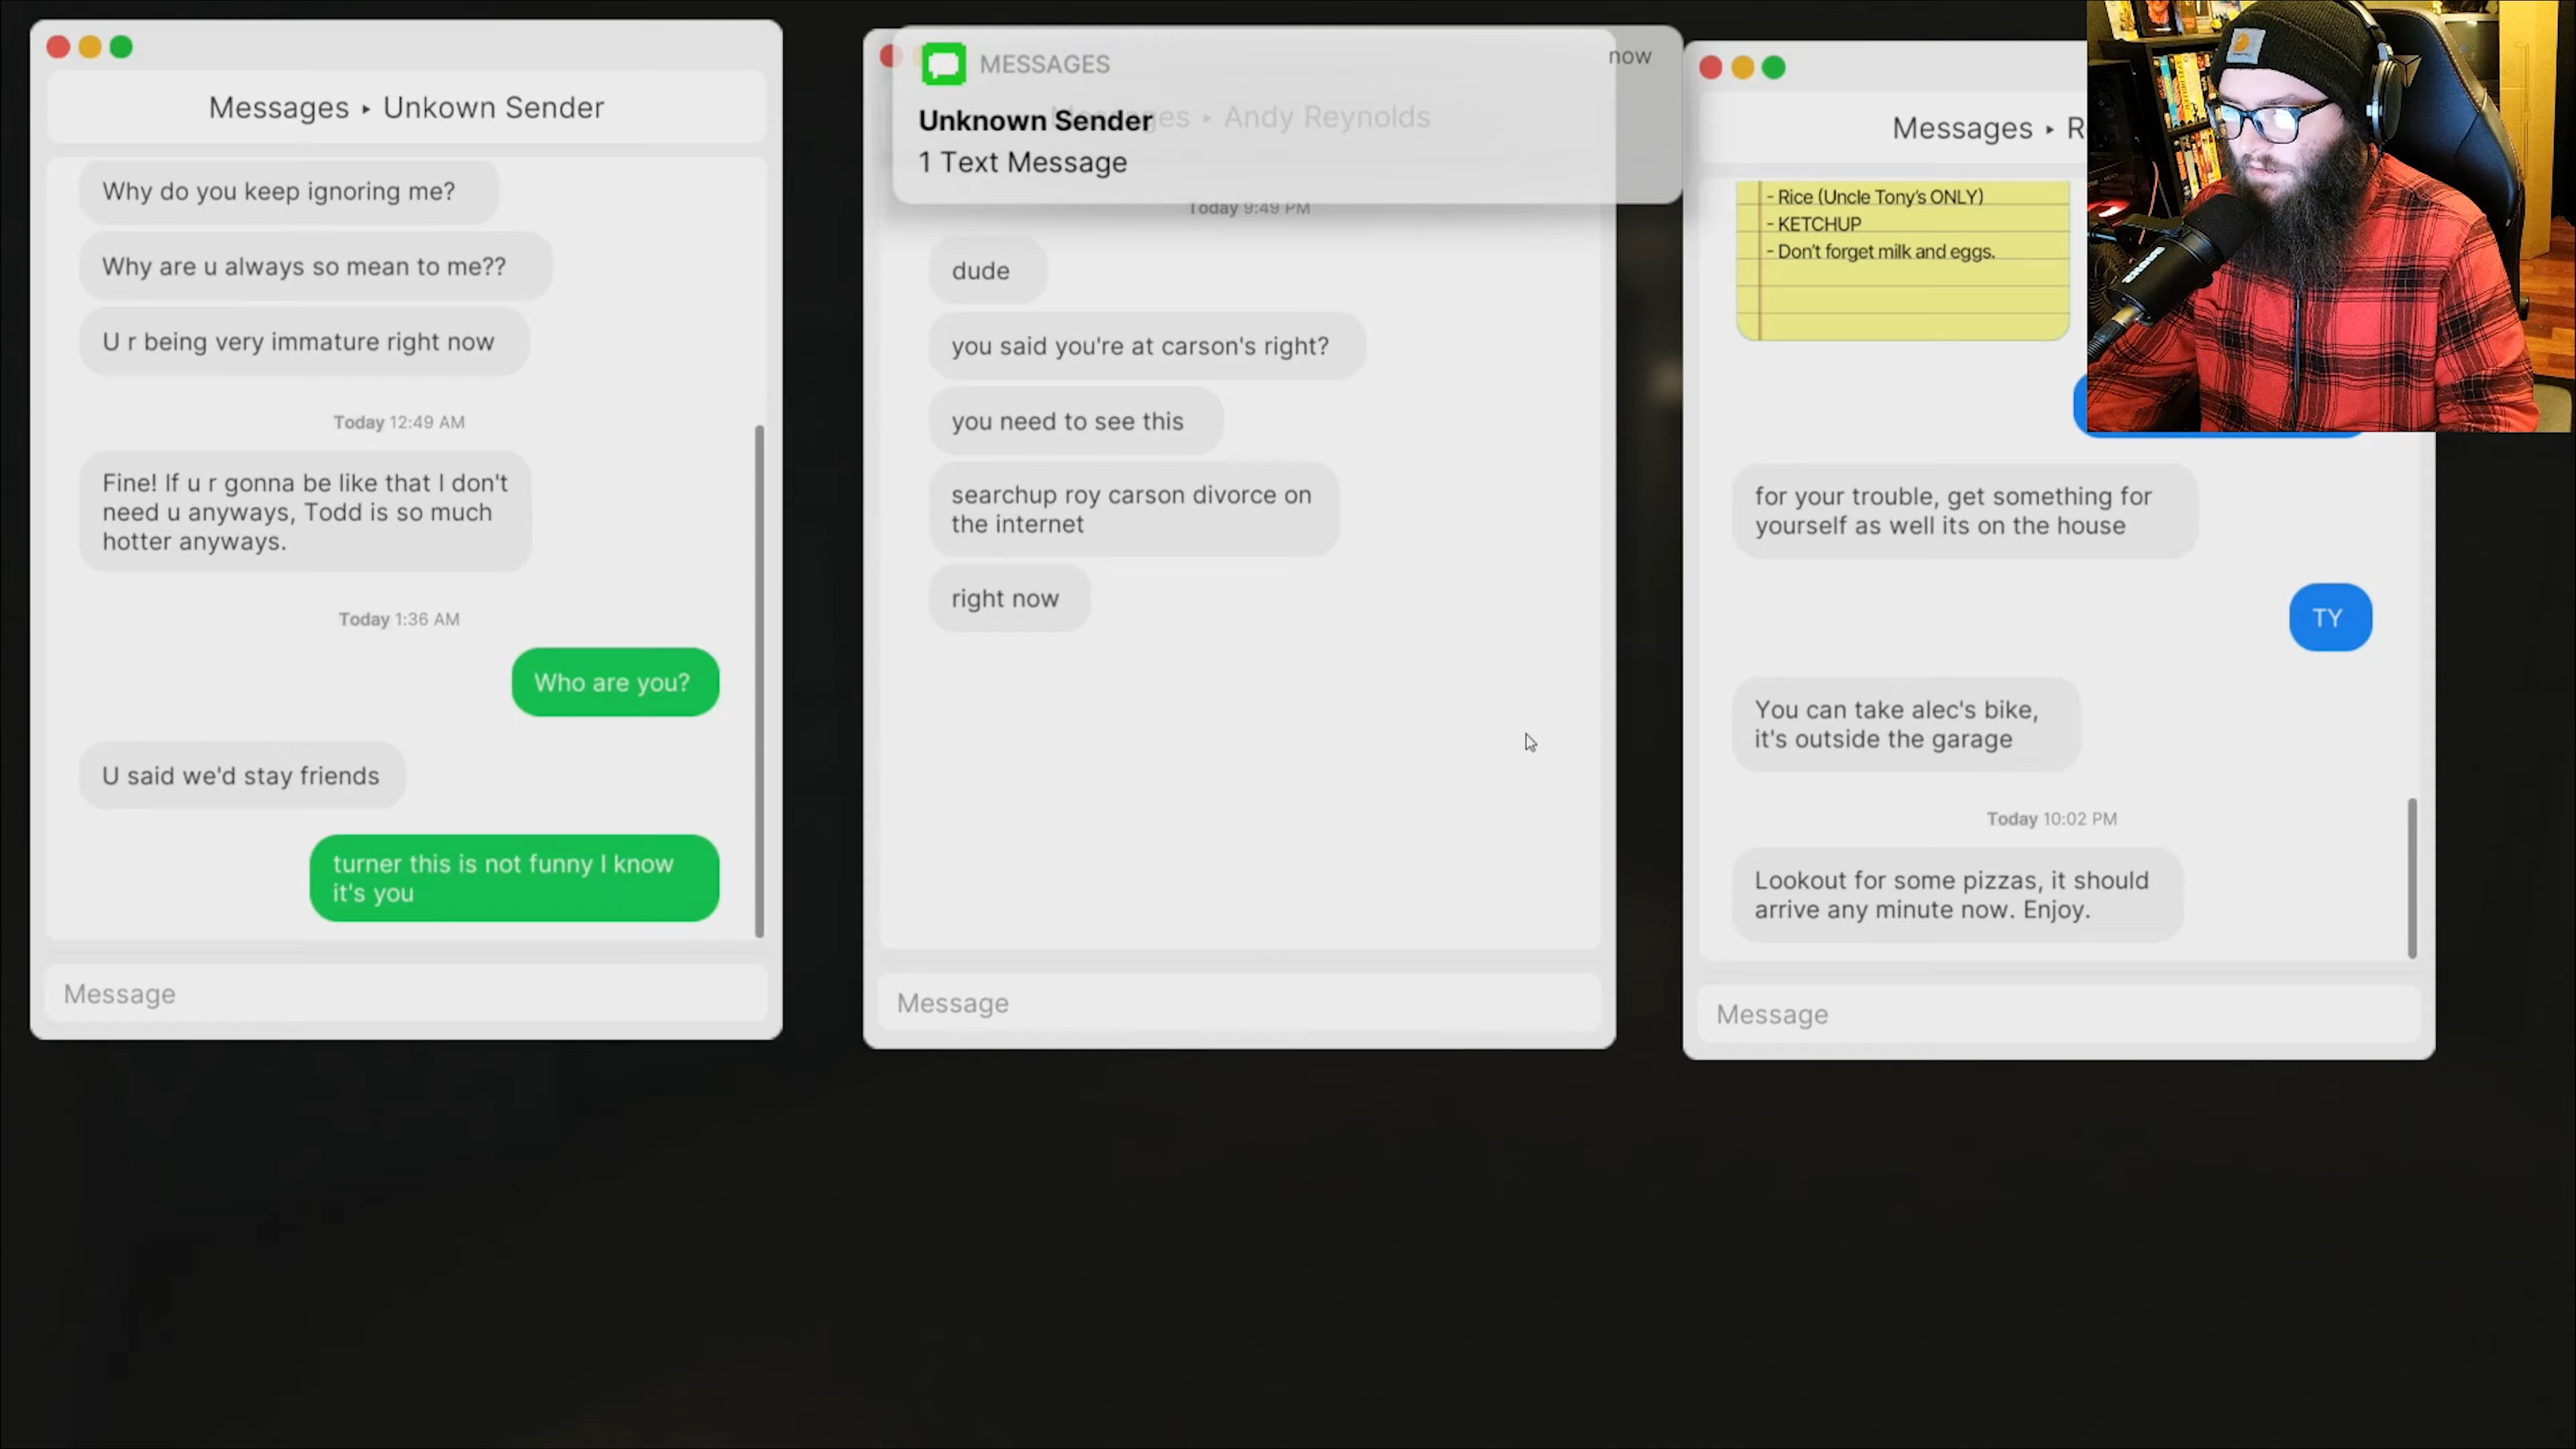 Messages ▸ Unkown Sender
Why do you keep ignoring me?
Why are u always so mean to me??
U r being very immature right now
Today 12:49 AM
Fine! If u r gonna be like that I don't
need u anyways, Todd is so much
hotter anyways.
Today 1:36 AM
Who are you?
U said we'd stay friends
turner this is not funny I know
it's you
Message
MESSAGES
now
Unknown Sender
1 Text Message
Messages ▸ Andy Reynolds
Today 9:49 PM
dude
you said you're at carson's right?
you need to see this
searchup roy carson divorce on
the internet
right now
Message
Messages ▸ R
- Rice (Uncle Tony's ONLY)
- KETCHUP
- Don't forget milk and eggs.
for your trouble, get something for
yourself as well its on the house
TY
You can take alec's bike,
it's outside the garage
Today 10:02 PM
Lookout for some pizzas, it should
arrive any minute now. Enjoy.
Message